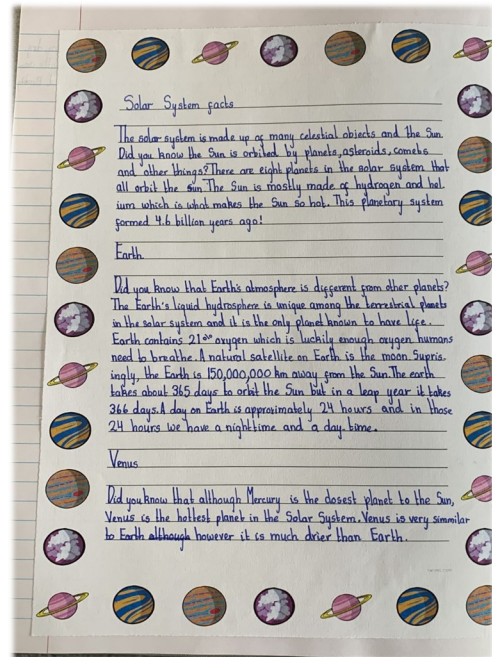 Solar System facts
The solar system is made up of many celestial objects and the Sun.
Did you know the Sun is orbited by planets, asteroids, comets
and other things? There are eight planets in the solar system that
all orbit the sun. The Sun is mostly made of hydrogen and hel.
ium which is what makes the Sun so hot. This planetary system
formed 4.6 billion years ago!
Earth
Did you know that Earth's atmosphere is different from other planets?
The Earth's liquid hydrosphere is unique among the terrestrial planets
in the solar system and it is the only planet known to have life.
Earth contains 21% oxygen which is luckily enough oxygen humans
need to breathe. A natural satellite on Earth is the moon. Supris.
ingly, the Earth is 150,000,000 km away from the Sun. The earth
takes about 365 days to orbit the Sun but in a leap year it takes
366 days. A day on Earth is approximately 24 hours and in those
24 hours we have a nighttime and a day time.
Venus
Did you know that although Mercury is the closest planet to the Sun,
Venus is the hottest planet in the Solar System. Venus is very simmilar
to Earth although however it is much drier than Earth.